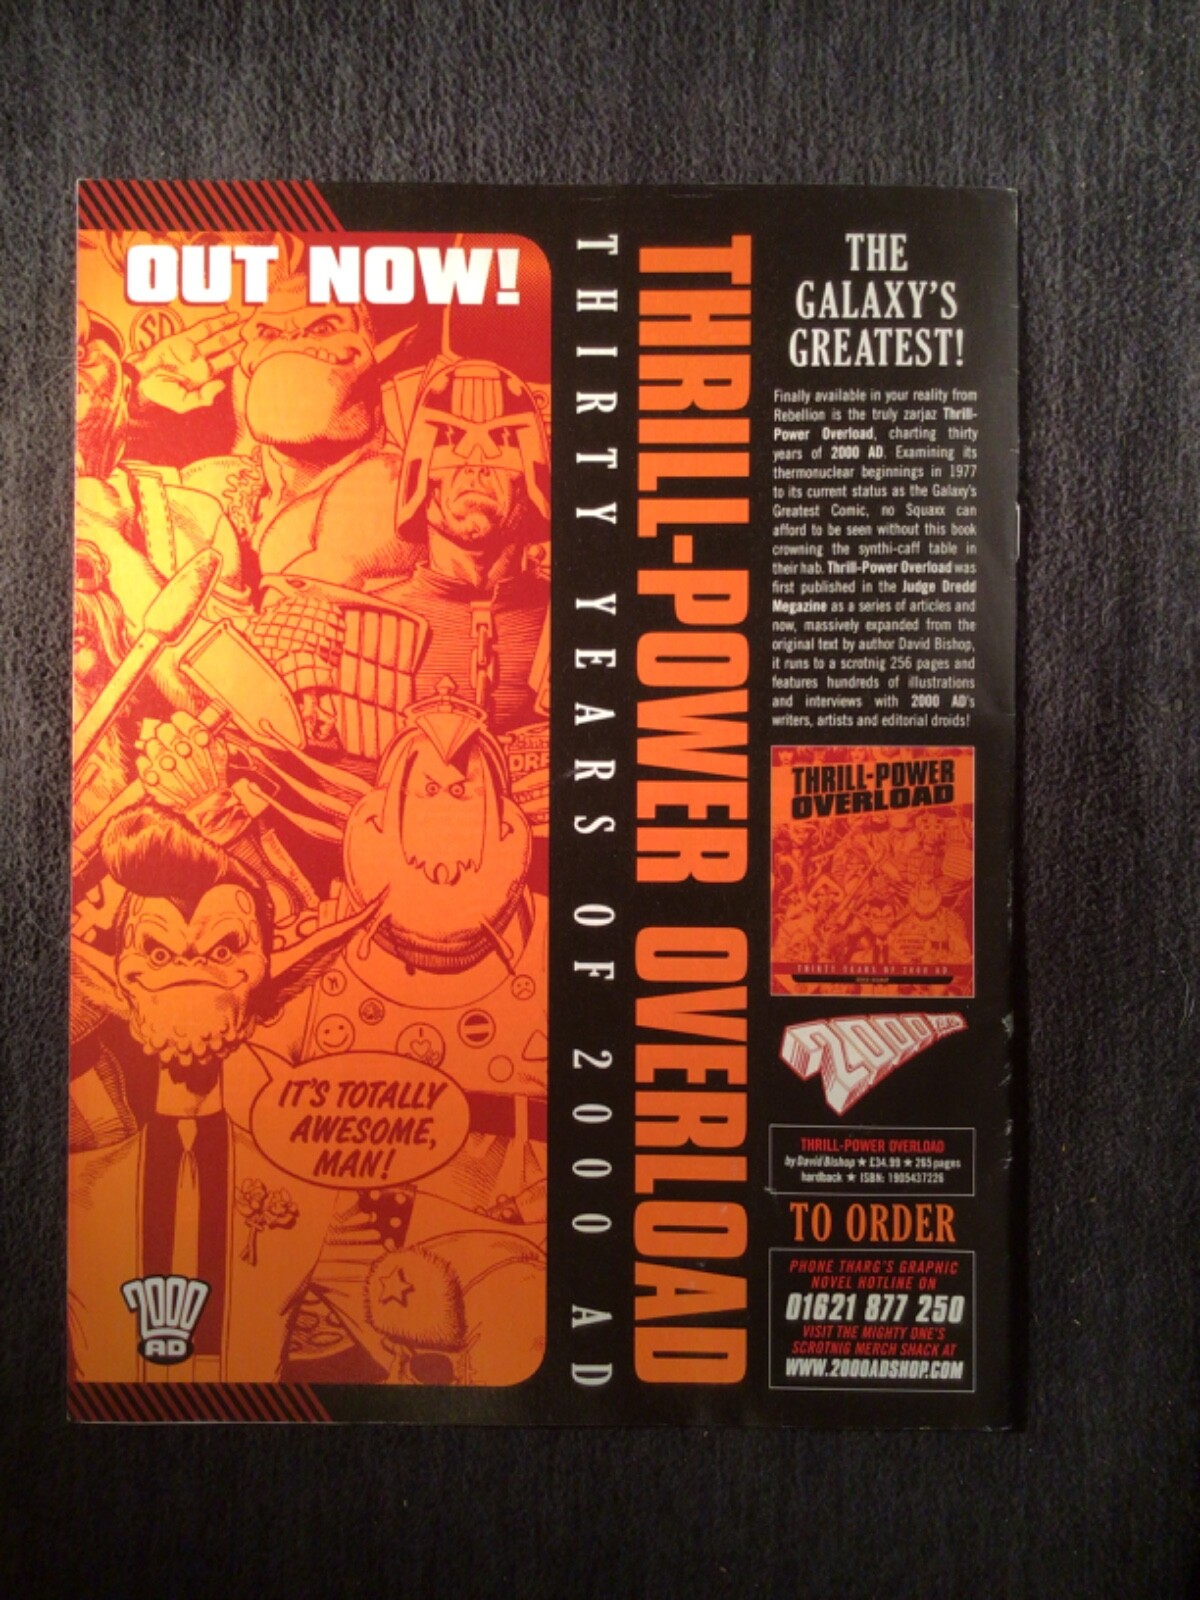 OUT NOW!
SD
IT'S TOTALLY
AWESOME,
MAN!
2000
AD
THIRTY YEARS OF 2000 AD
THRILL-POWER OVERLOAD
THE
GALAXY'S
GREATEST!
Finally available in your reality from
Rebellion is the truly zarjaz Thrill-
Power Overload, charting thirty
years of 2000 AD. Examining its
thermonuclear beginnings in 1977
to its current status as the Galaxy's
Greatest Comic, no Squaxx can
afford to be seen without this book
crowning the synthi-caff table in
their hab. Thrill-Power Overload was
first published in the Judge Dredd
Megazine as a series of articles and
now, massively expanded from the
original text by author David Bishop,
it runs to a scrotnig 256 pages and
features hundreds of illustrations
and interviews with 2000 AD's
writers, artists and editorial droids!
THRILL-POWER
OVERLOAD
THIRTY YEARS OF 2000 AD
2000
THRILL-POWER OVERLOAD
by David Bishop ★ £34.99 ★ 265 pages
hardback ★ ISBN: 1905437226
TO ORDER
PHONE THARG'S GRAPHIC
NOVEL HOTLINE ON
01621 877 250
VISIT THE MIGHTY ONE'S
SCROTNIG MERCH SHACK AT
WWW.2000ADSHOP.COM